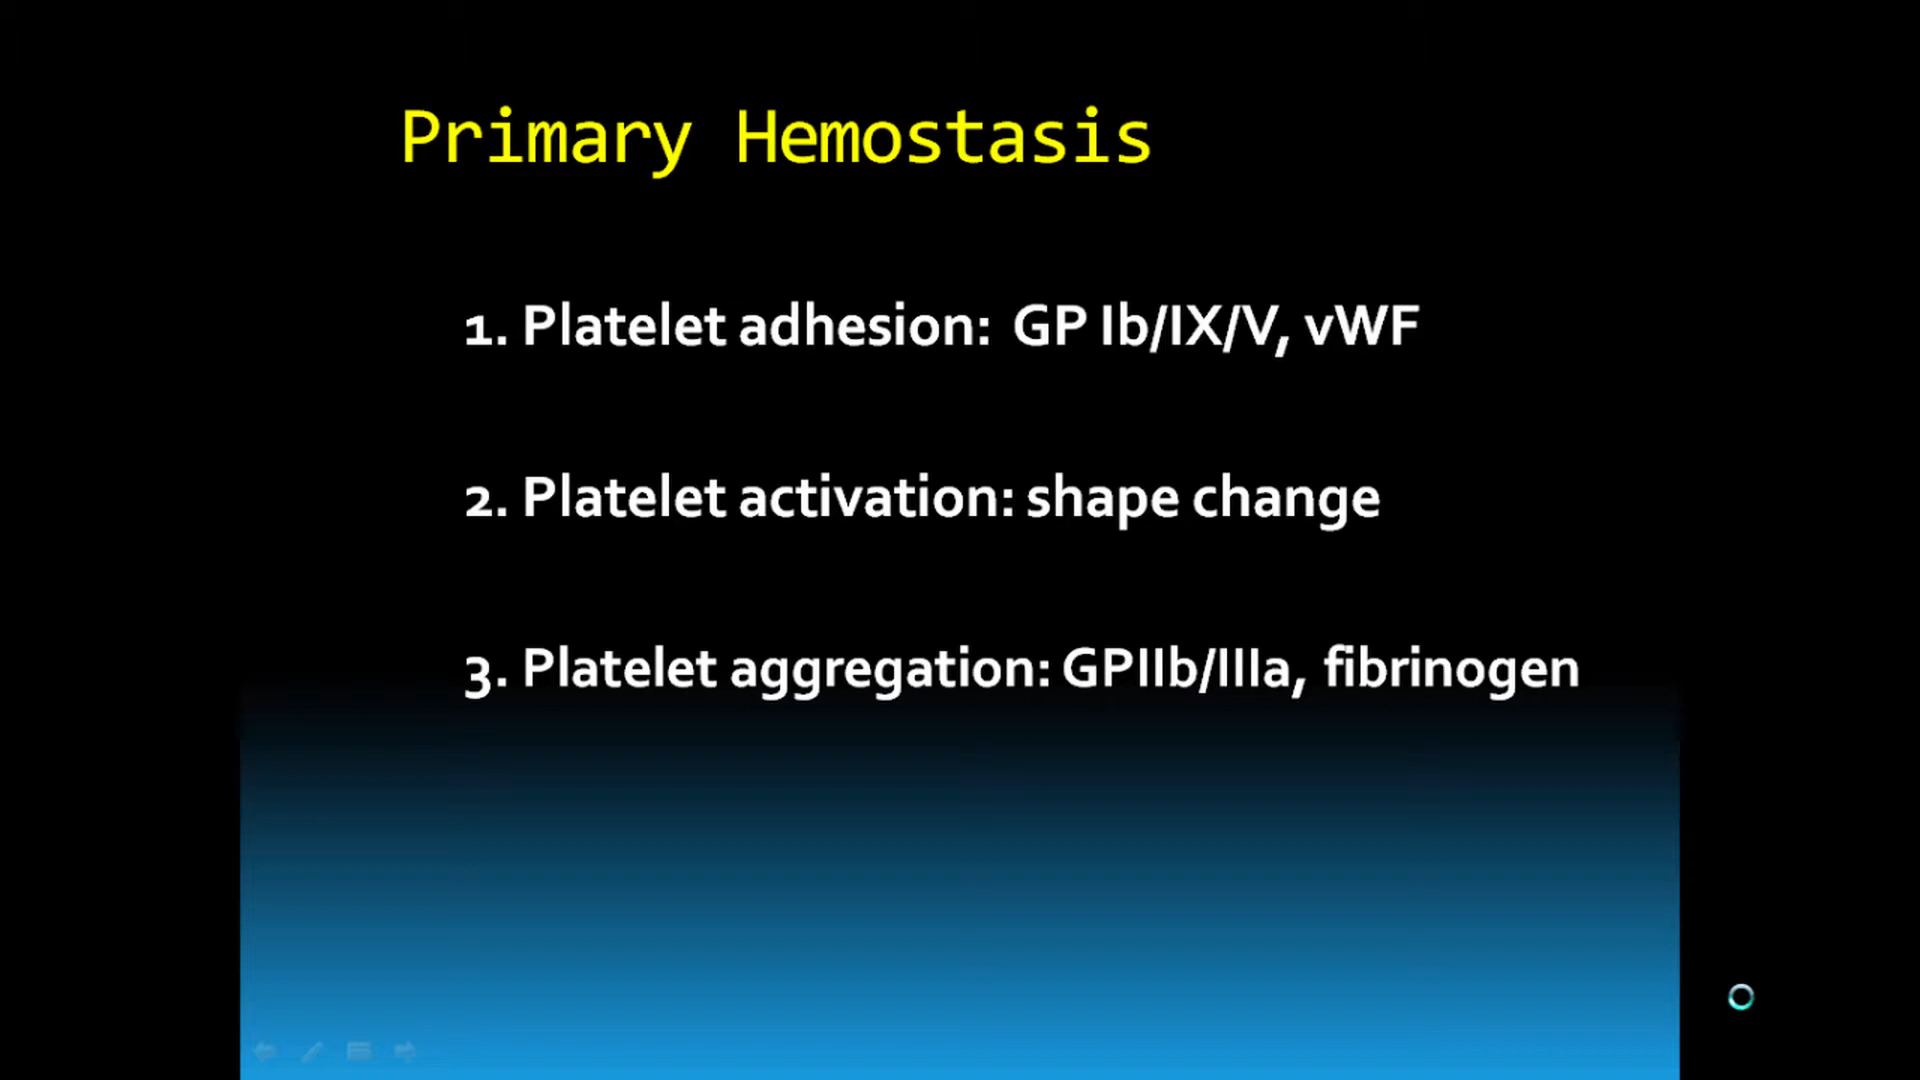 Primary Hemostasis
1. Platelet adhesion: GP Ib/IX/V, vWF
2. Platelet activation: shape change
3. Platelet aggregation: GPIIb/IIIa, fibrinogen